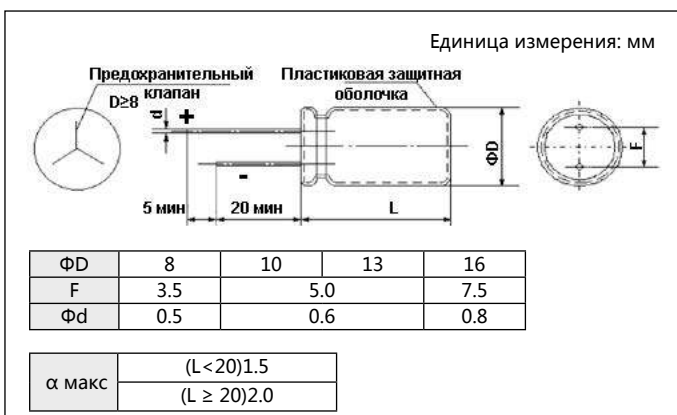 Единица измерения: мм
Предохранительный
клапан
Пластиковая защитная
оболочка
D≥8
d
+
-
ΦD
F
5 мин
20 мин
L
ΦD 8 10 13 16
F 3.5 5.0 7.5
Φd 0.5 0.6 0.8
α макс
(L<20)1.5
(L ≥ 20)2.0